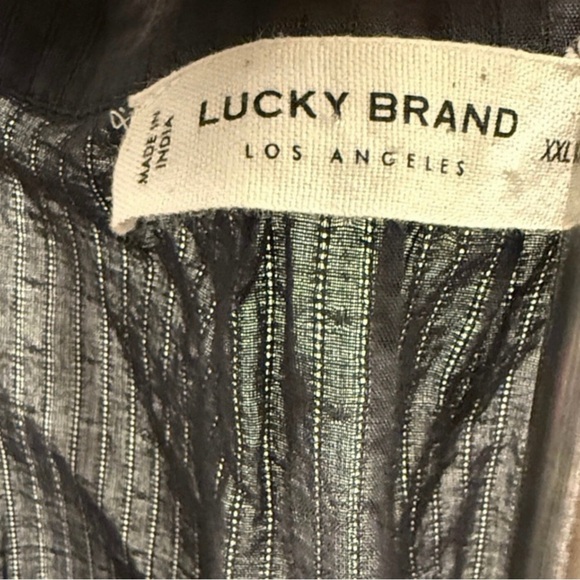 LUCKY BRAND
LOS ANGELES
MADE IN
INDIA
XXL